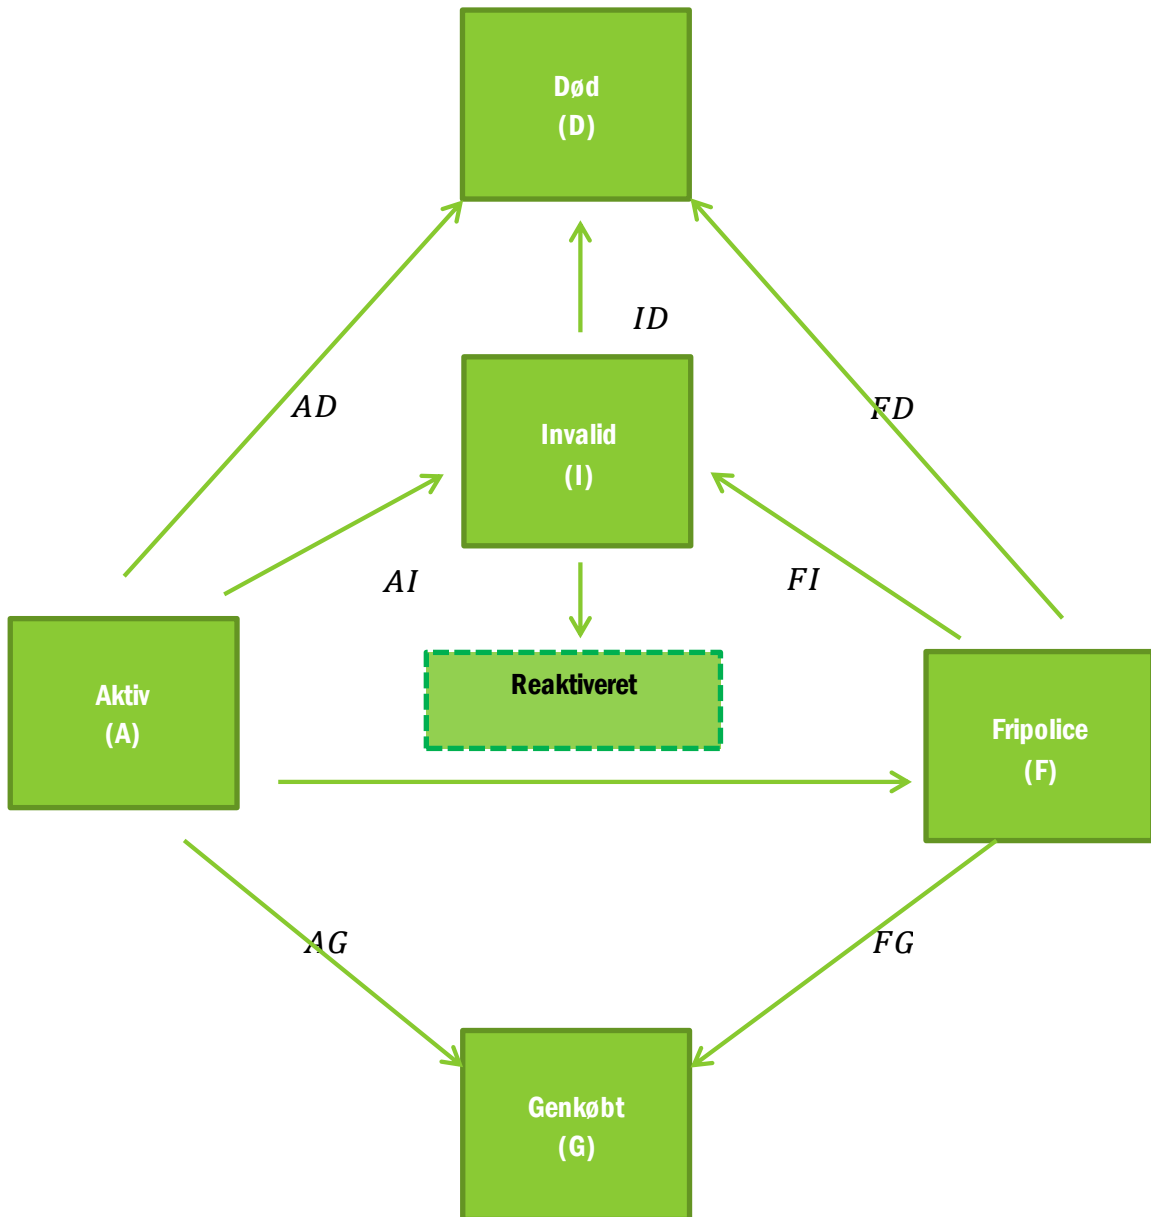 Død
(D)
ID
AD
FD
Invalid
(I)
AI
FI
Reaktiveret
Aktiv
(A)
Fripolice
(F)
AG
FG
Genkøbt
(G)